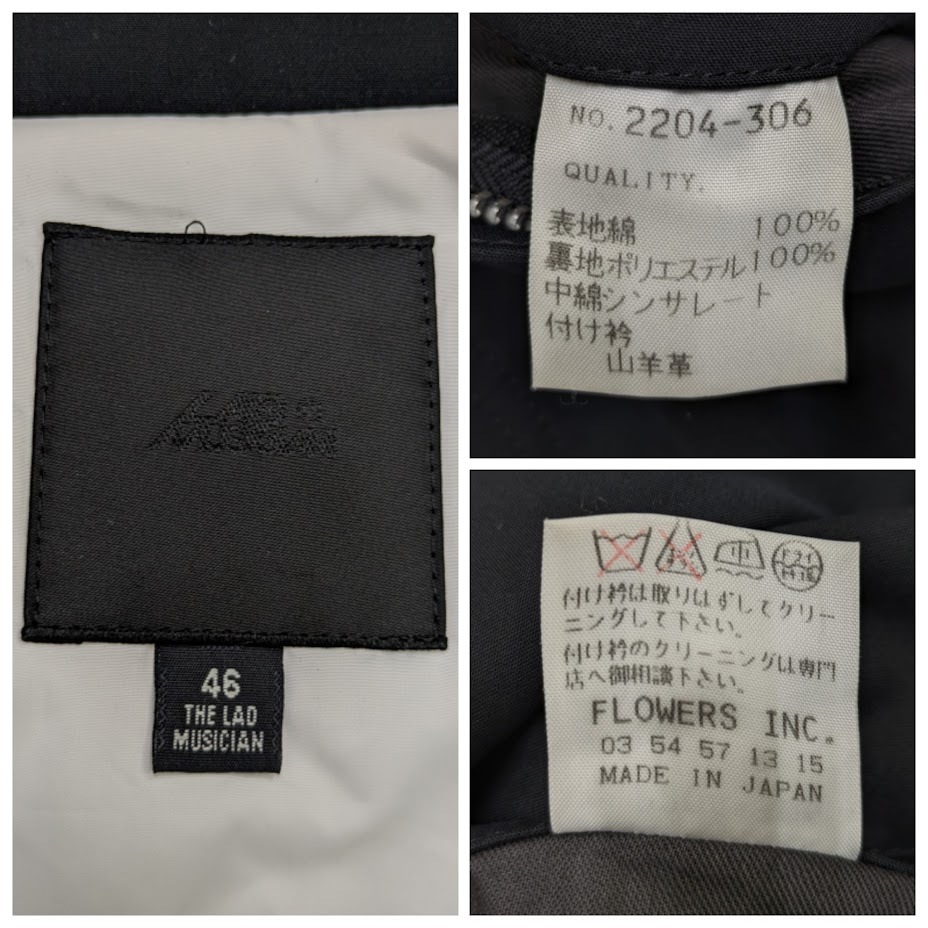 46
THE LAD
MUSICIAN
NO. 2204-306
QUALITY.
表地綿 100%
裏地ポリエステル100%
中綿シンサレート
付け衿
山羊革
中
付け衿は取りはずしてクリー
ニングして下さい。
付け衿のクリーニングは専門
店へ御相談下さい。
FLOWERS INC.
03 54 57 13 15
MADE IN JAPAN